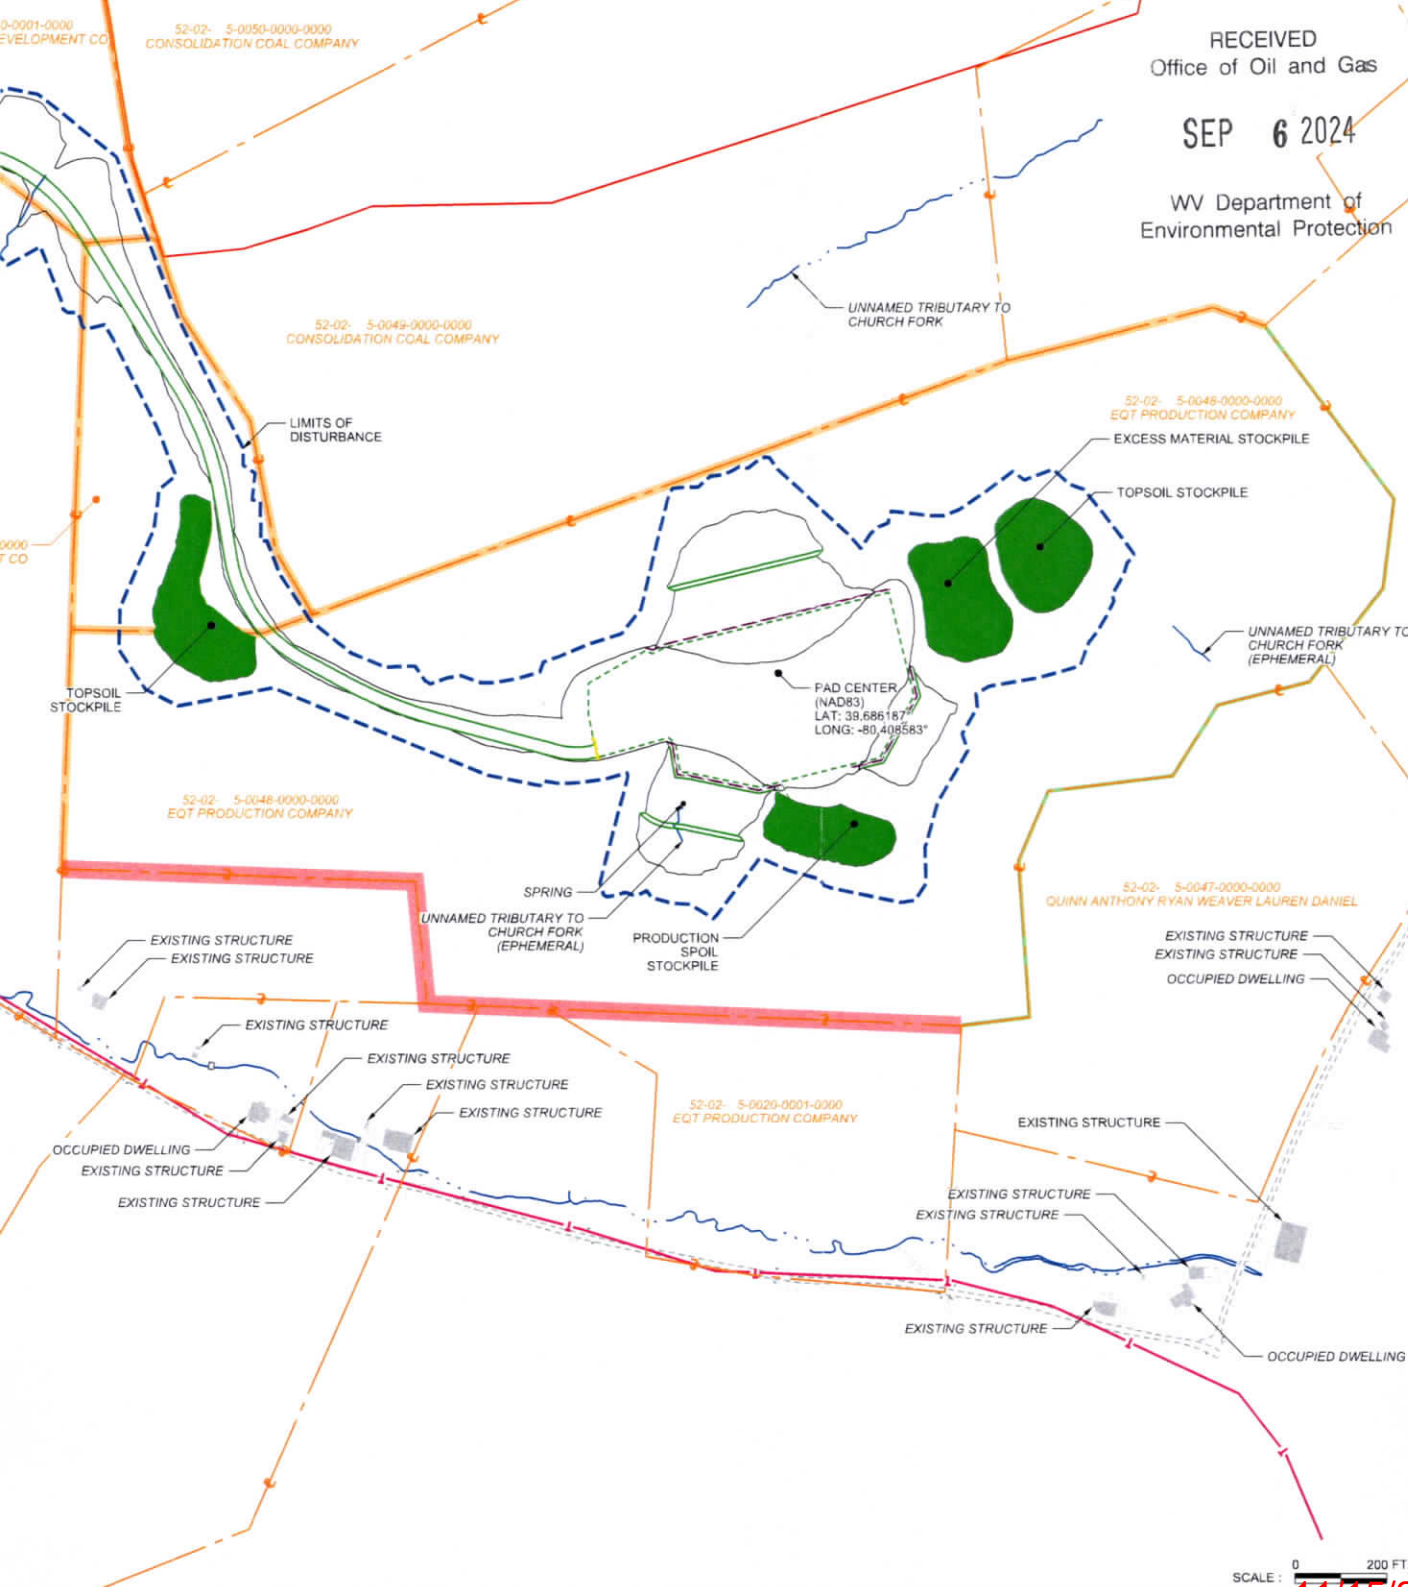 0-0001-0000
EVELOPMENT CO
52-02- 5-0050-0000-0000
CONSOLIDATION COAL COMPANY
RECEIVED
Office of Oil and Gas
SEP 6 2024
WV Department of
Environmental Protection
UNNAMED TRIBUTARY TO
CHURCH FORK
52-02- 5-0049-0000-0000
CONSOLIDATION COAL COMPANY
52-02- 5-0048-0000-0000
EQT PRODUCTION COMPANY
LIMITS OF
DISTURBANCE
EXCESS MATERIAL STOCKPILE
TOPSOIL STOCKPILE
0000
T CO
UNNAMED TRIBUTARY TO
CHURCH FORK
(EPHEMERAL)
TOPSOIL
STOCKPILE
PAD CENTER
(NAD83)
LAT: 39.686187°
LONG: -80.408583°
52-02- 5-0048-0000-0000
EQT PRODUCTION COMPANY
SPRING
UNNAMED TRIBUTARY TO
CHURCH FORK
(EPHEMERAL)
PRODUCTION
SPOIL
STOCKPILE
52-02- 5-0047-0000-0000
QUINN ANTHONY RYAN WEAVER LAUREN DANIEL
EXISTING STRUCTURE
EXISTING STRUCTURE
OCCUPIED DWELLING
EXISTING STRUCTURE
EXISTING STRUCTURE
EXISTING STRUCTURE
EXISTING STRUCTURE
EXISTING STRUCTURE
EXISTING STRUCTURE
52-02- 5-0020-0001-0000
EQT PRODUCTION COMPANY
EXISTING STRUCTURE
OCCUPIED DWELLING
EXISTING STRUCTURE
EXISTING STRUCTURE
EXISTING STRUCTURE
EXISTING STRUCTURE
EXISTING STRUCTURE
OCCUPIED DWELLING
SCALE : 0 200 FT